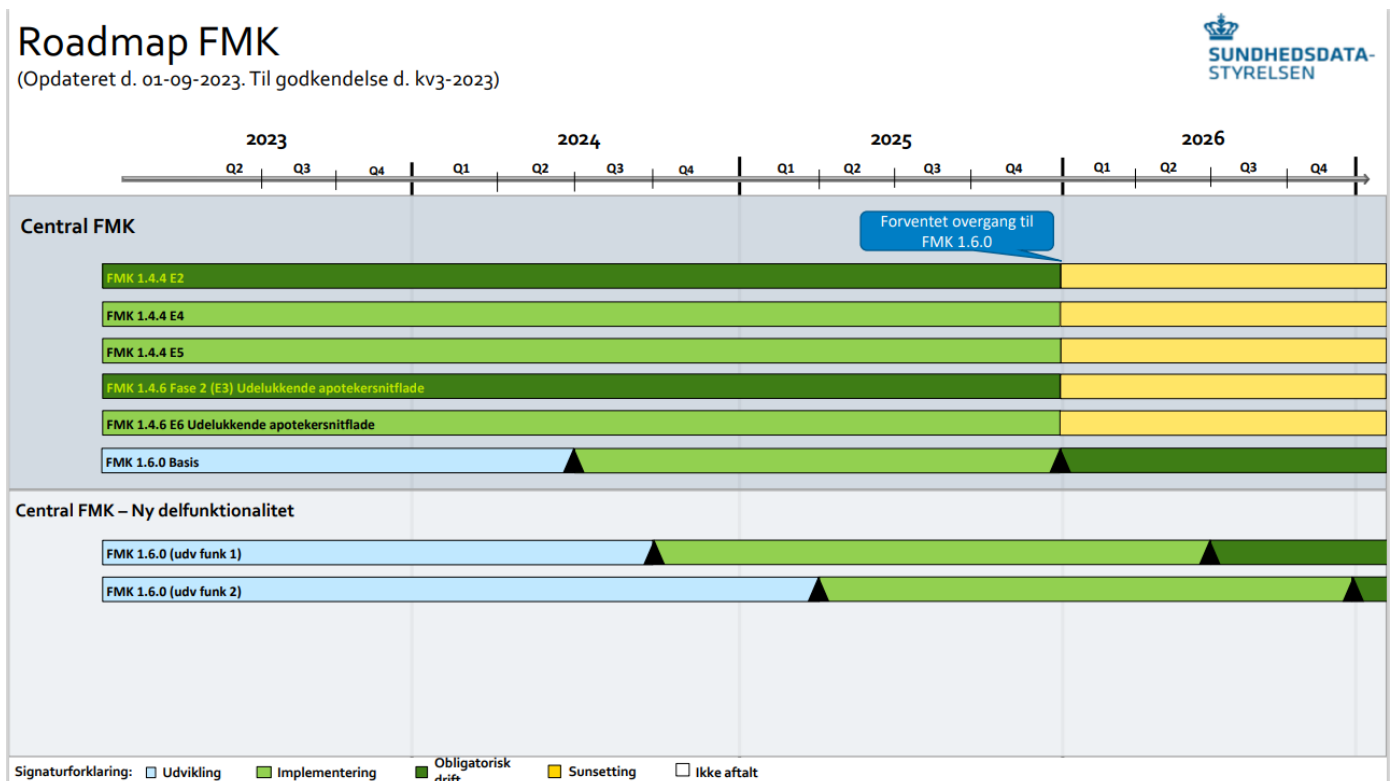 Roadmap FMK
(Opdateret d. 01-09-2023. Til godkendelse d. kv3-2023)
SUNDHEDSDATA-
STYRELSEN
2023 2024 2025 2026
Q2 Q3 Q4 Q1 Q2 Q3 Q4 Q1 Q2 Q3 Q4 Q1 Q2 Q3 Q4
Central FMK
Forventet overgang til
FMK 1.6.0
FMK 1.4.4 E2
FMK 1.4.4 E4
FMK 1.4.4 E5
FMK 1.4.6 Fase 2 (E3) Udelukkende apotekersnitflade
FMK 1.4.6 E6 Udelukkende apotekersnitflade
FMK 1.6.0 Basis
Central FMK – Ny delfunktionalitet
FMK 1.6.0 (udv funk 1)
FMK 1.6.0 (udv funk 2)
Signaturforklaring: Udvikling Implementering Obligatorisk
drift Sunsetting Ikke aftalt